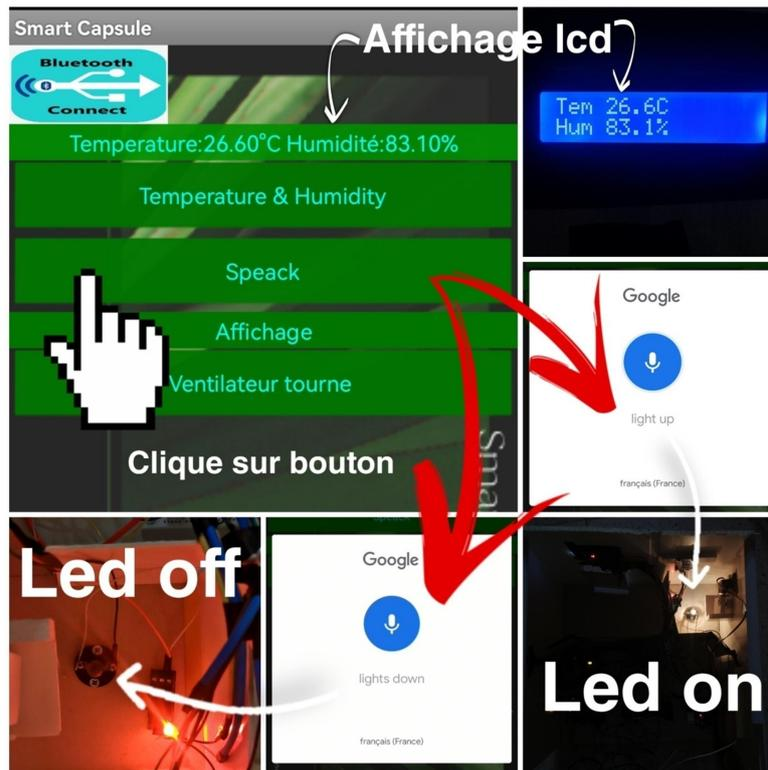 Smart Capsule
Affichage lcd
Bluetooth
Connect
Temperature:26.60°C Humidité:83.10%
Tem 26.6C
Hum 83.1%
Temperature & Humidity
Speack
Affichage
Ventilateur tourne
Clique sur bouton
Sma
Google
light up
français (France)
Led off
Speack
Google
lights down
français (France)
Led on